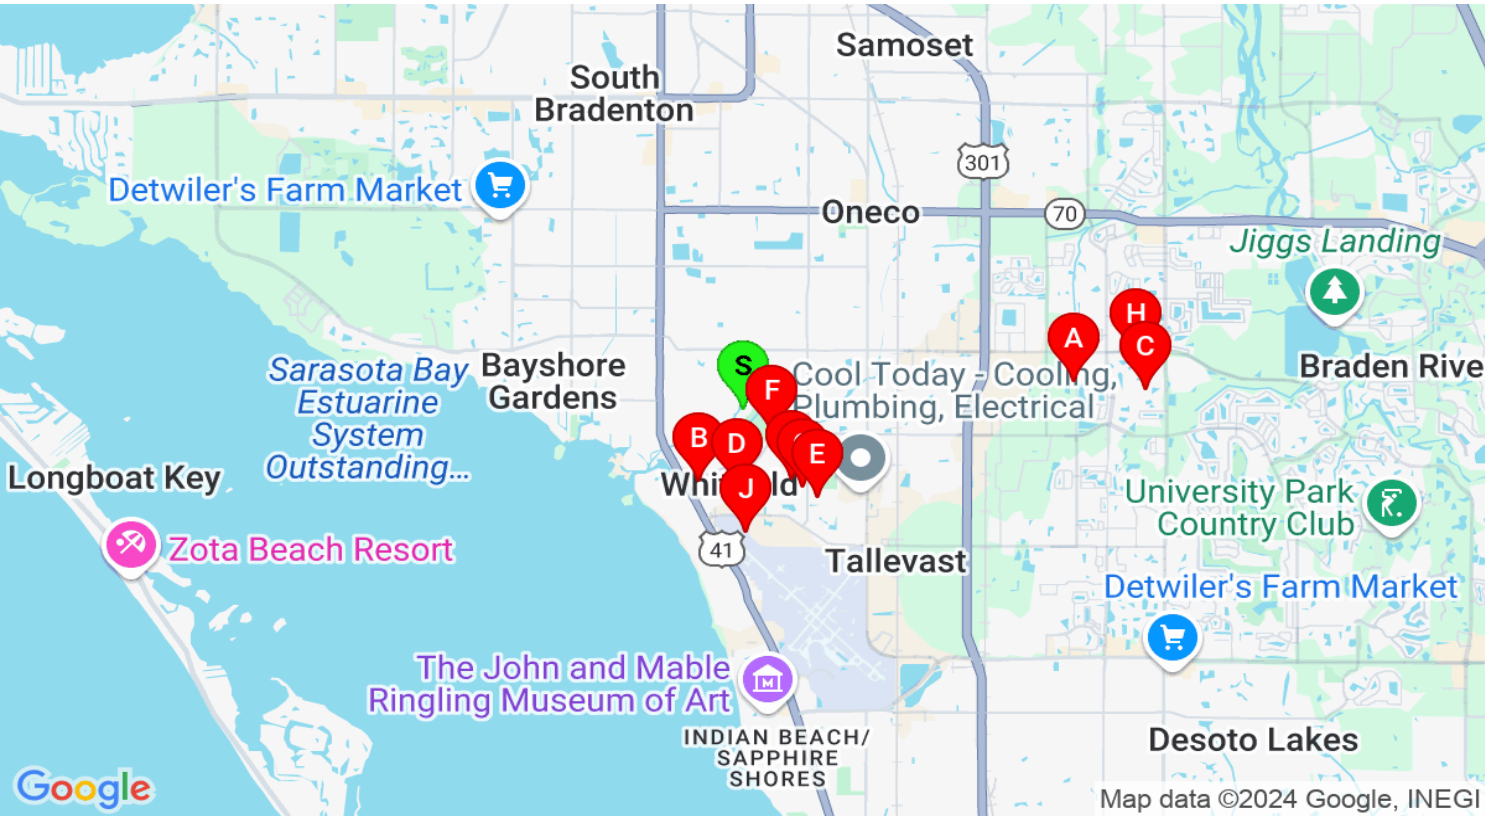 Samoset
South
Bradenton
301
Detwiler's Farm Market
Oneco
70
Jiggs Landing
H
A
C
S
Sarasota Bay
Estuarine
System
Outstanding...
Bayshore
Gardens
F
Cool Today - Cooling,
Plumbing, Electrical
Braden Rive
B
D
E
J
Longboat Key
University Park
Country Club
Zota Beach Resort
41
Tallevast
Detwiler's Farm Market
The John and Mable
Ringling Museum of Art
M
INDIAN BEACH/
SAPPHIRE
SHORES
Desoto Lakes
Google
Map data ©2024 Google, INEGI